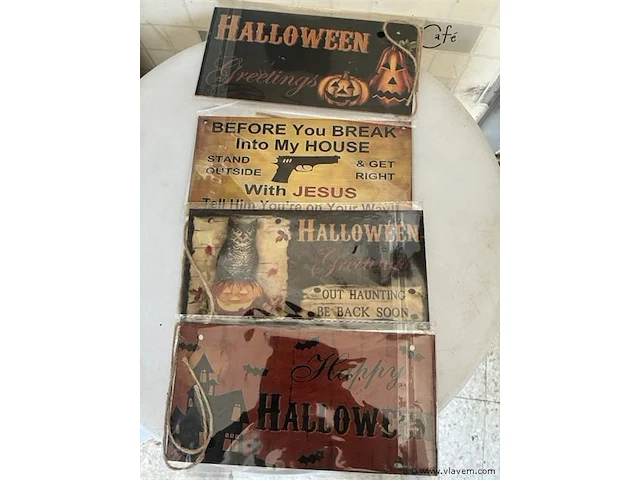 HALLOWEEN
Greetings
Café
BEFORE You BREAK
Into My HOUSE
STAND & GET
OUTSIDE RIGHT
With JESUS
Tell Him You're on Your Way!!
HALLOWEEN
Greetings
OUT HAUNTING
BE BACK SOON
Happy
HALLOWEEN
www.vlavem.com